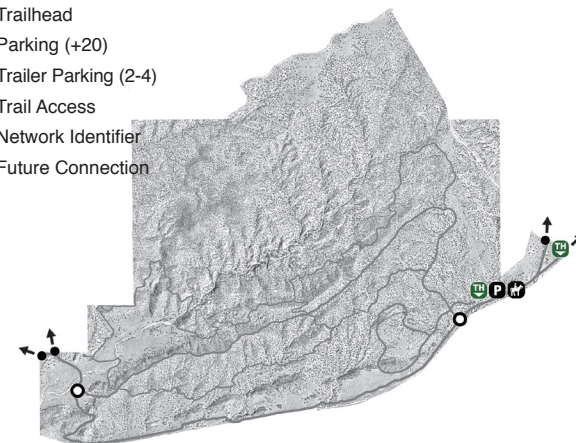 Trailhead
Parking (+20)
Trailer Parking (2-4)
Trail Access
Network Identifier
Future Connection
TH
TH P